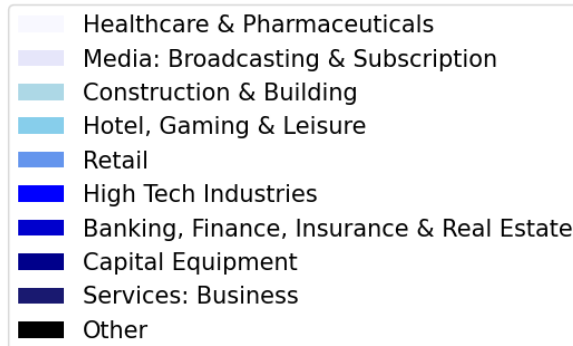 Healthcare & Pharmaceuticals
Media: Broadcasting & Subscription
Construction & Building
Hotel, Gaming & Leisure
Retail
High Tech Industries
Banking, Finance, Insurance & Real Estate
Capital Equipment
Services: Business
Other